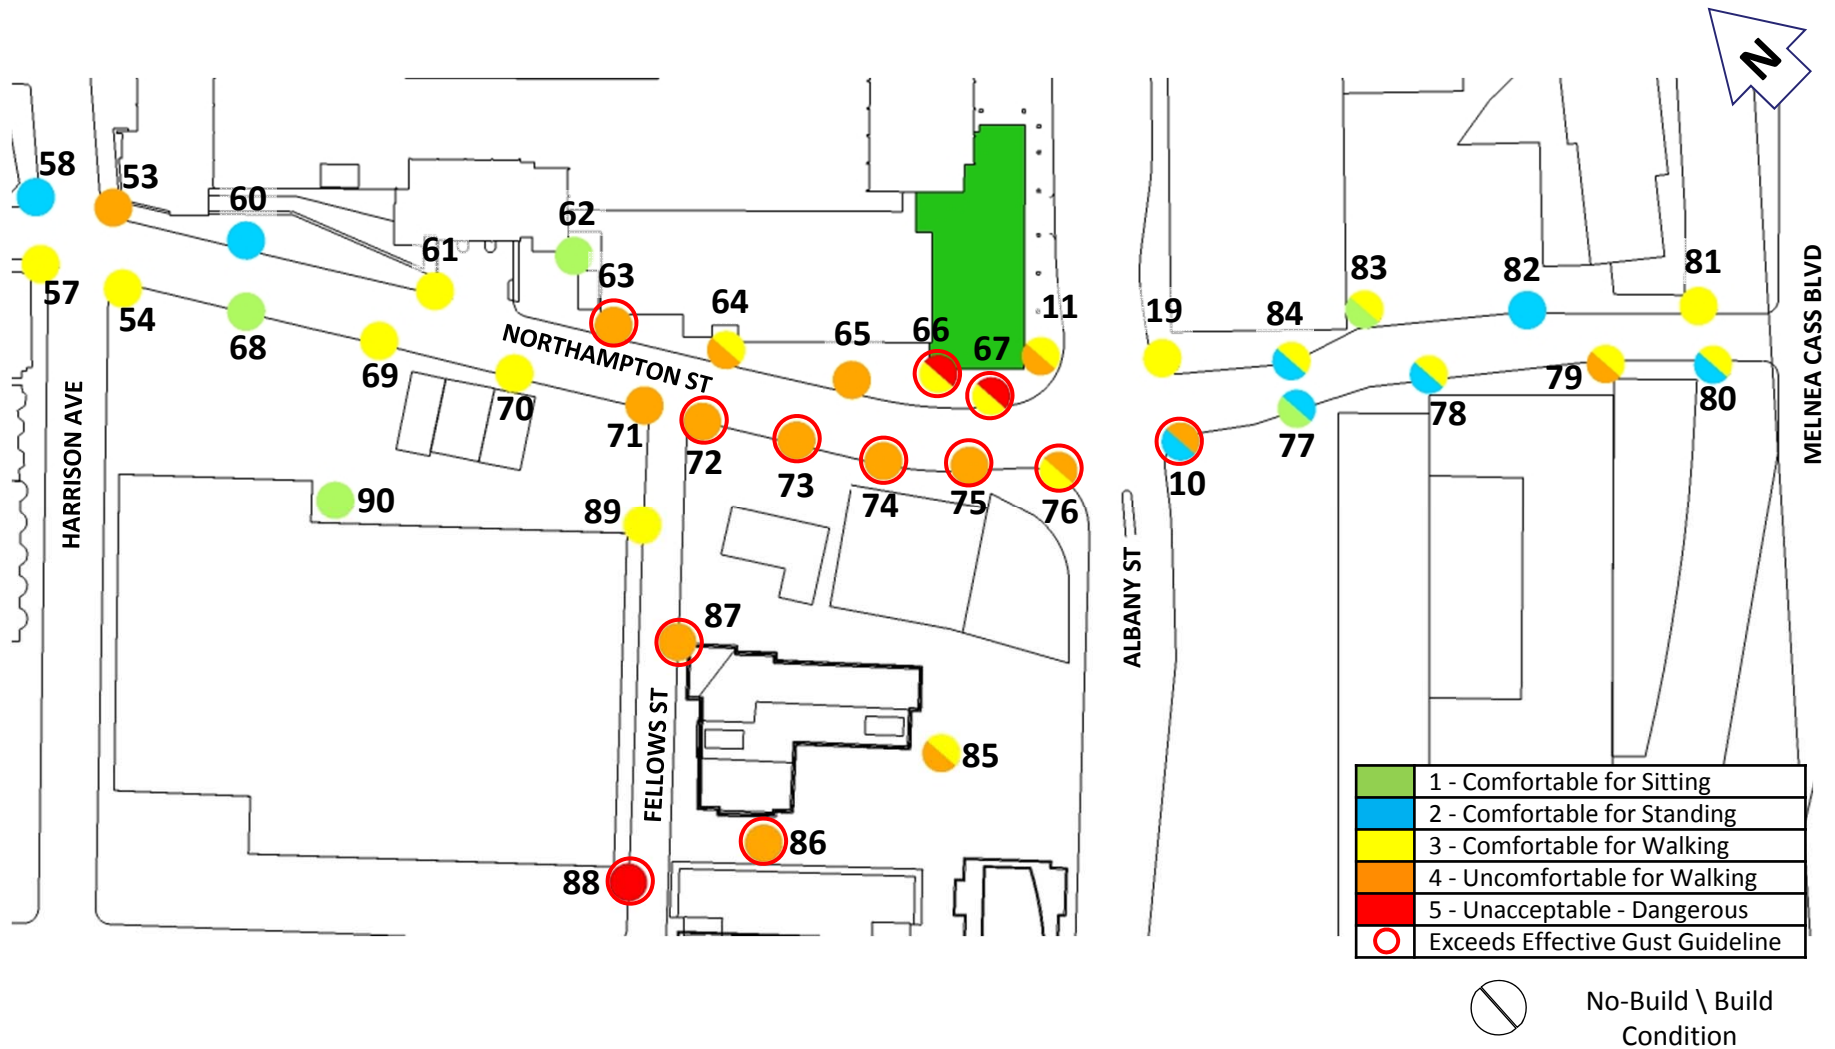 N
58
53
60
62
61
63
64
11
19
84
83
82
81
57
54
68
69
70
NORTHAMPTON ST
65
66
67
71
72
73
74
75
76
10
77
78
79
80
HARRISON AVE
MELNEA CASS BLVD
90
89
87
ALBANY ST
FELLOWS ST
85
86
88
1 - Comfortable for Sitting
2 - Comfortable for Standing
3 - Comfortable for Walking
4 - Uncomfortable for Walking
5 - Unacceptable - Dangerous
Exceeds Effective Gust Guideline
No-Build \ Build
Condition